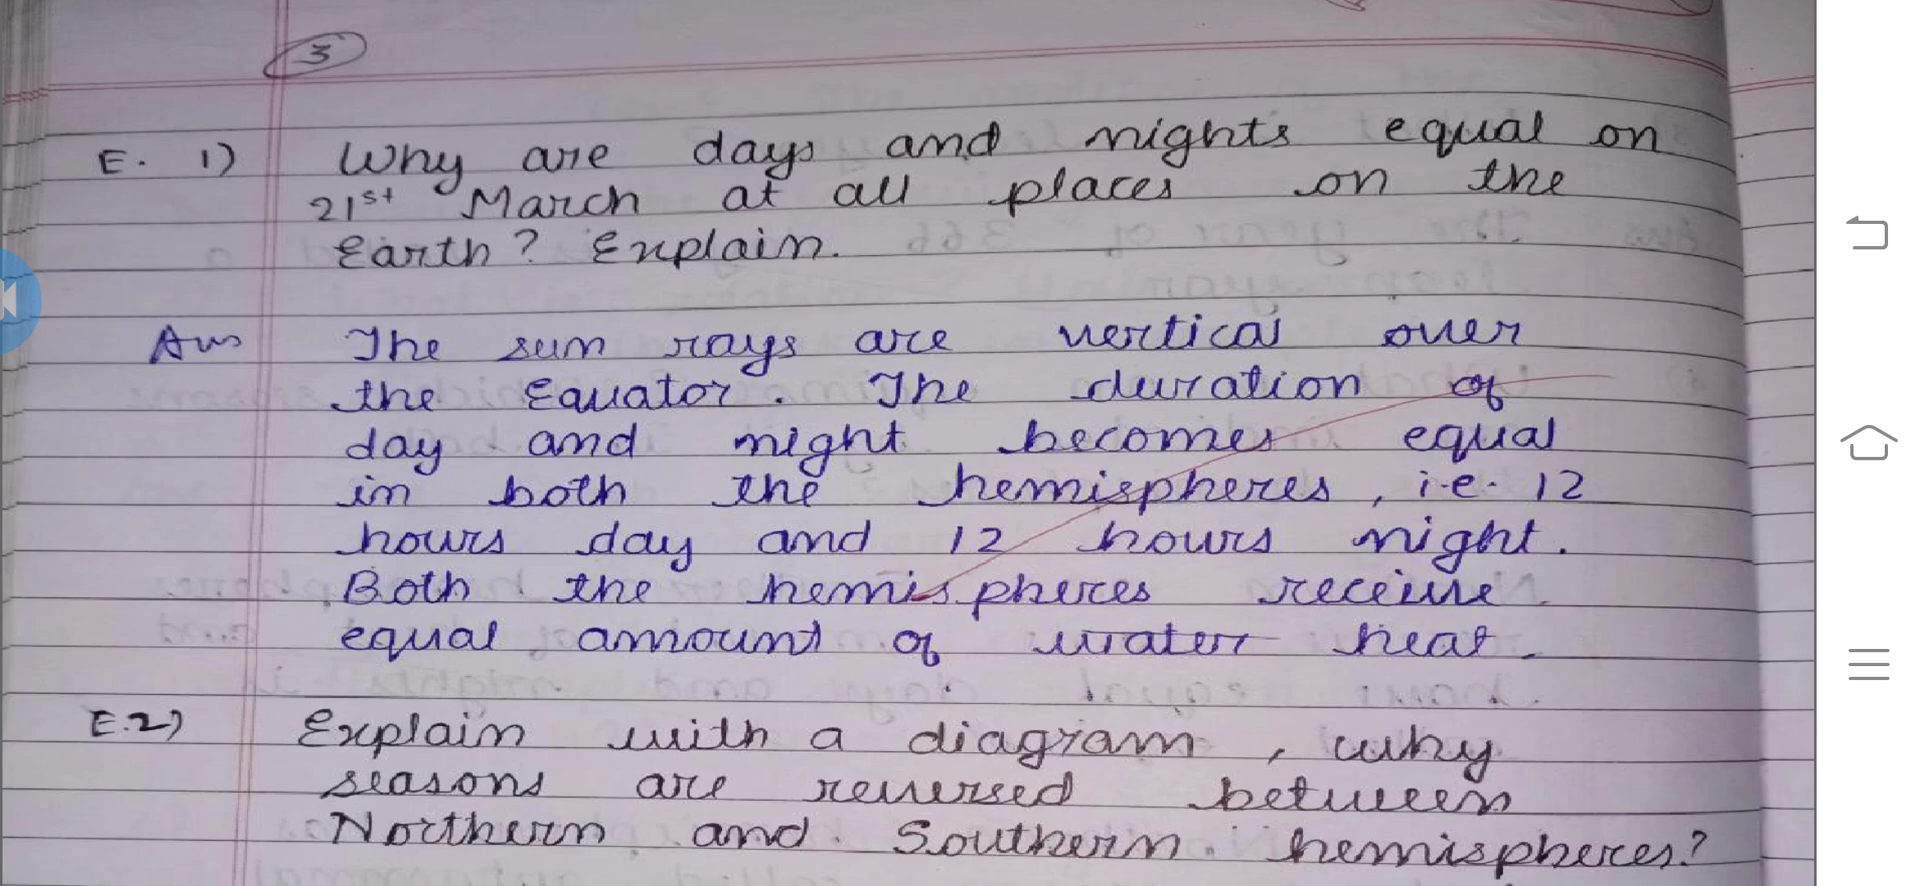 3
E. 1) Why are days and nights equal on
21st March at all places on the
Earth? Explain.
Ans The sun rays are vertical over
the Equator. The duration of
day and night becomes equal
in both the hemispheres, i.e. 12
hours day and 12 hours night.
Both the hemispheres receive
equal amount of water heat.
E.2) Explain with a diagram, why
seasons are reversed between
Northern and Southern hemispheres?